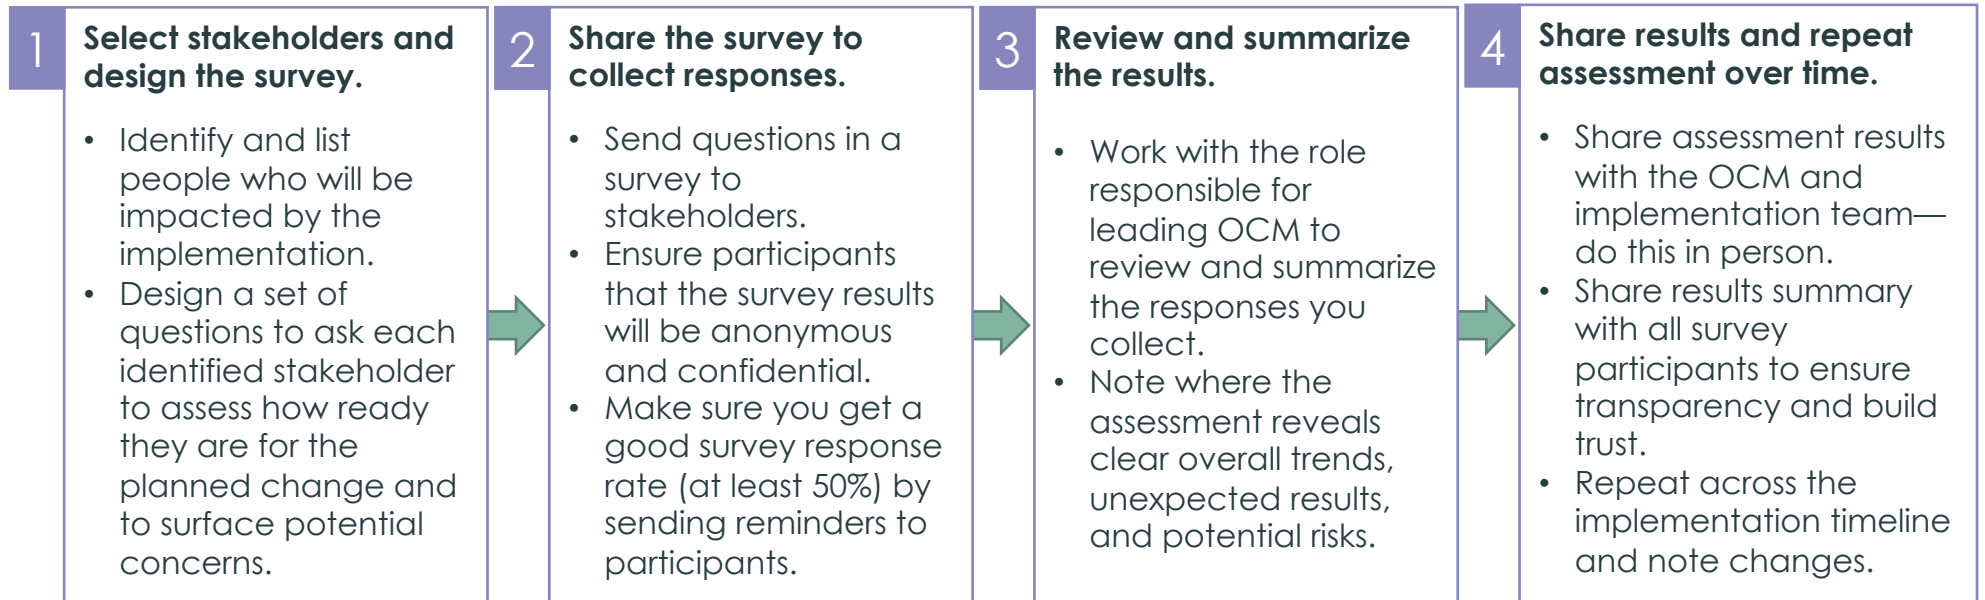 1
Select stakeholders and
design the survey.
• Identify and list
people who will be
impacted by the
implementation.
• Design a set of
questions to ask each
identified stakeholder
to assess how ready
they are for the
planned change and
to surface potential
concerns.
2
Share the survey to
collect responses.
• Send questions in a
survey to
stakeholders.
• Ensure participants
that the survey results
will be anonymous
and confidential.
• Make sure you get a
good survey response
rate (at least 50%) by
sending reminders to
participants.
3
Review and summarize
the results.
• Work with the role
responsible for
leading OCM to
review and summarize
the responses you
collect.
• Note where the
assessment reveals
clear overall trends,
unexpected results,
and potential risks.
4
Share results and repeat
assessment over time.
• Share assessment results
with the OCM and
implementation team—
do this in person.
• Share results summary
with all survey
participants to ensure
transparency and build
trust.
• Repeat across the
implementation timeline
and note changes.